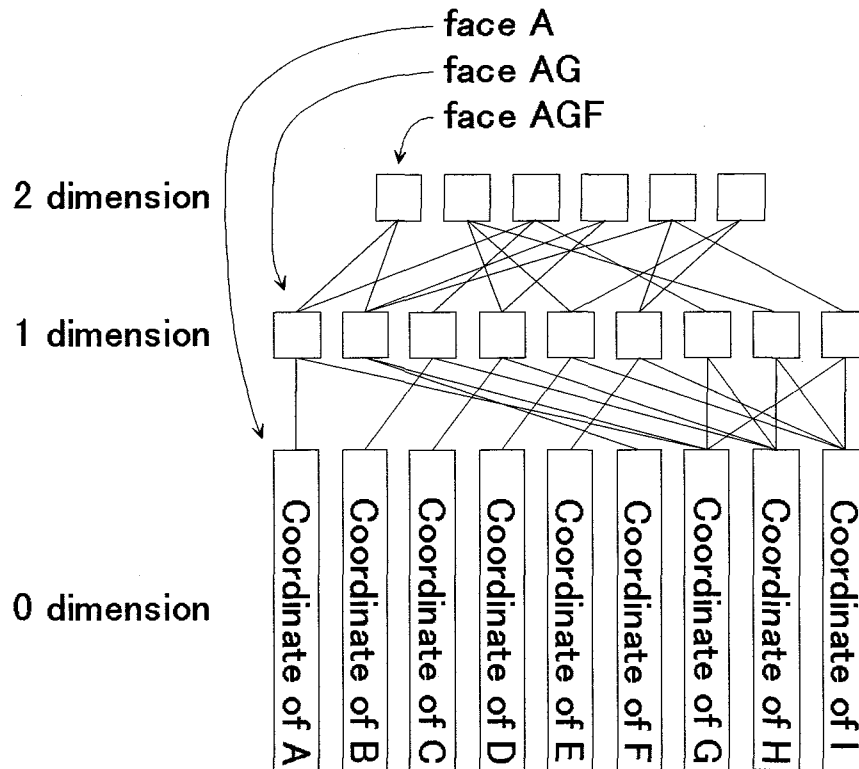 face A
face AG
face AGF
2 dimension
1 dimension
0 dimension
Coordinate of A
Coordinate of B
Coordinate of C
Coordinate of D
Coordinate of E
Coordinate of F
Coordinate of G
Coordinate of H
Coordinate of I